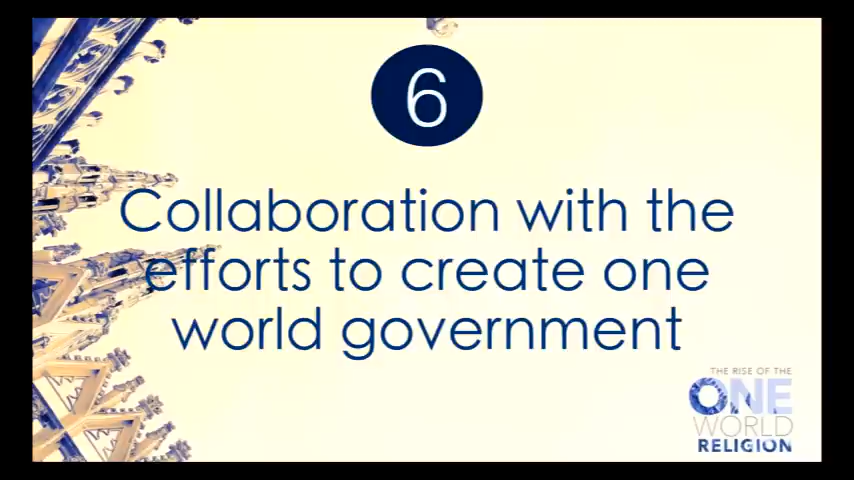 6
Collaboration with the
efforts to create one
world government
THE RISE OF THE
ONE
WORLD
RELIGION